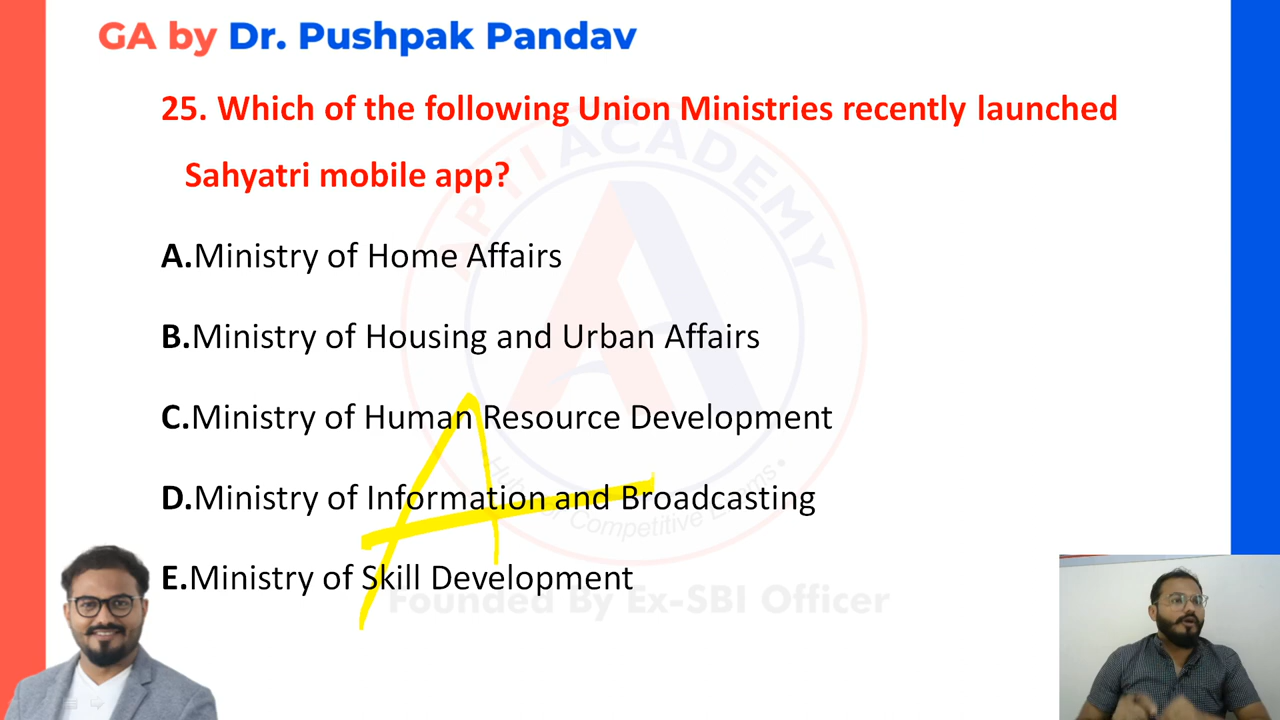 GA by Dr. Pushpak Pandav
25. Which of the following Union Ministries recently launched
Sahyatri mobile app?
A.Ministry of Home Affairs
B.Ministry of Housing and Urban Affairs
C.Ministry of Human Resource Development
D.Ministry of Information and Broadcasting
E.Ministry of Skill Development
A
APTI ACADEMY
Founded By Ex-SBI Officer